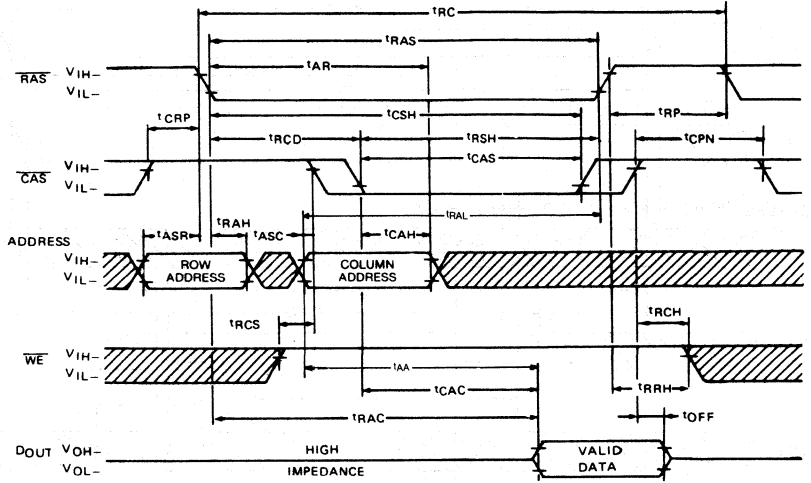 tRC
tRAS
tAR
RAS VIH–
VIL–
tCRP
tCSH
tRP
tRCD
tRSH
tCPN
tCAS
CAS VIH–
VIL–
tRAL
tASR
tRAH
tASC
tCAH
ADDRESS
VIH–
VIL–
ROW
ADDRESS
COLUMN
ADDRESS
tRCS
tRCH
WE VIH–
VIL–
tAA
tCAC
tRRH
tRAC
tOFF
DOUT VOH–
VOL–
HIGH
IMPEDANCE
VALID
DATA